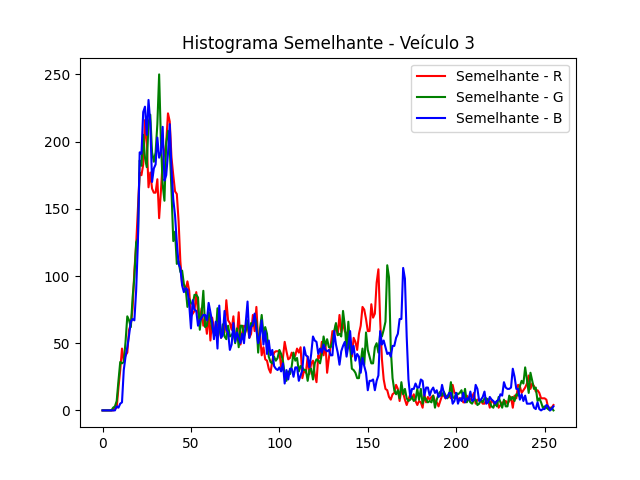 Histograma Semelhante - Veículo 3
Semelhante - R
Semelhante - G
Semelhante - B
250
200
150
100
50
0
0 50 100 150 200 250